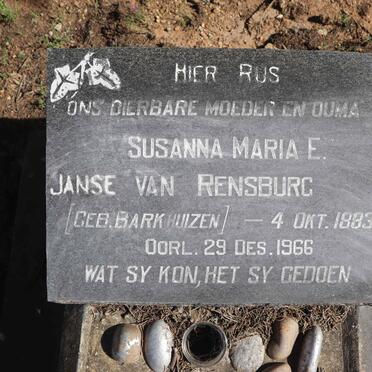 HIER RUS
ONS DIERBARE MOEDER EN OUMA
SUSANNA MARIA E.
JANSE VAN RENSBURG
[GEB. BARKHUIZEN] – 4 OKT. 1883
OORL. 29 DES. 1966
WAT SY KON, HET SY GEDOEN